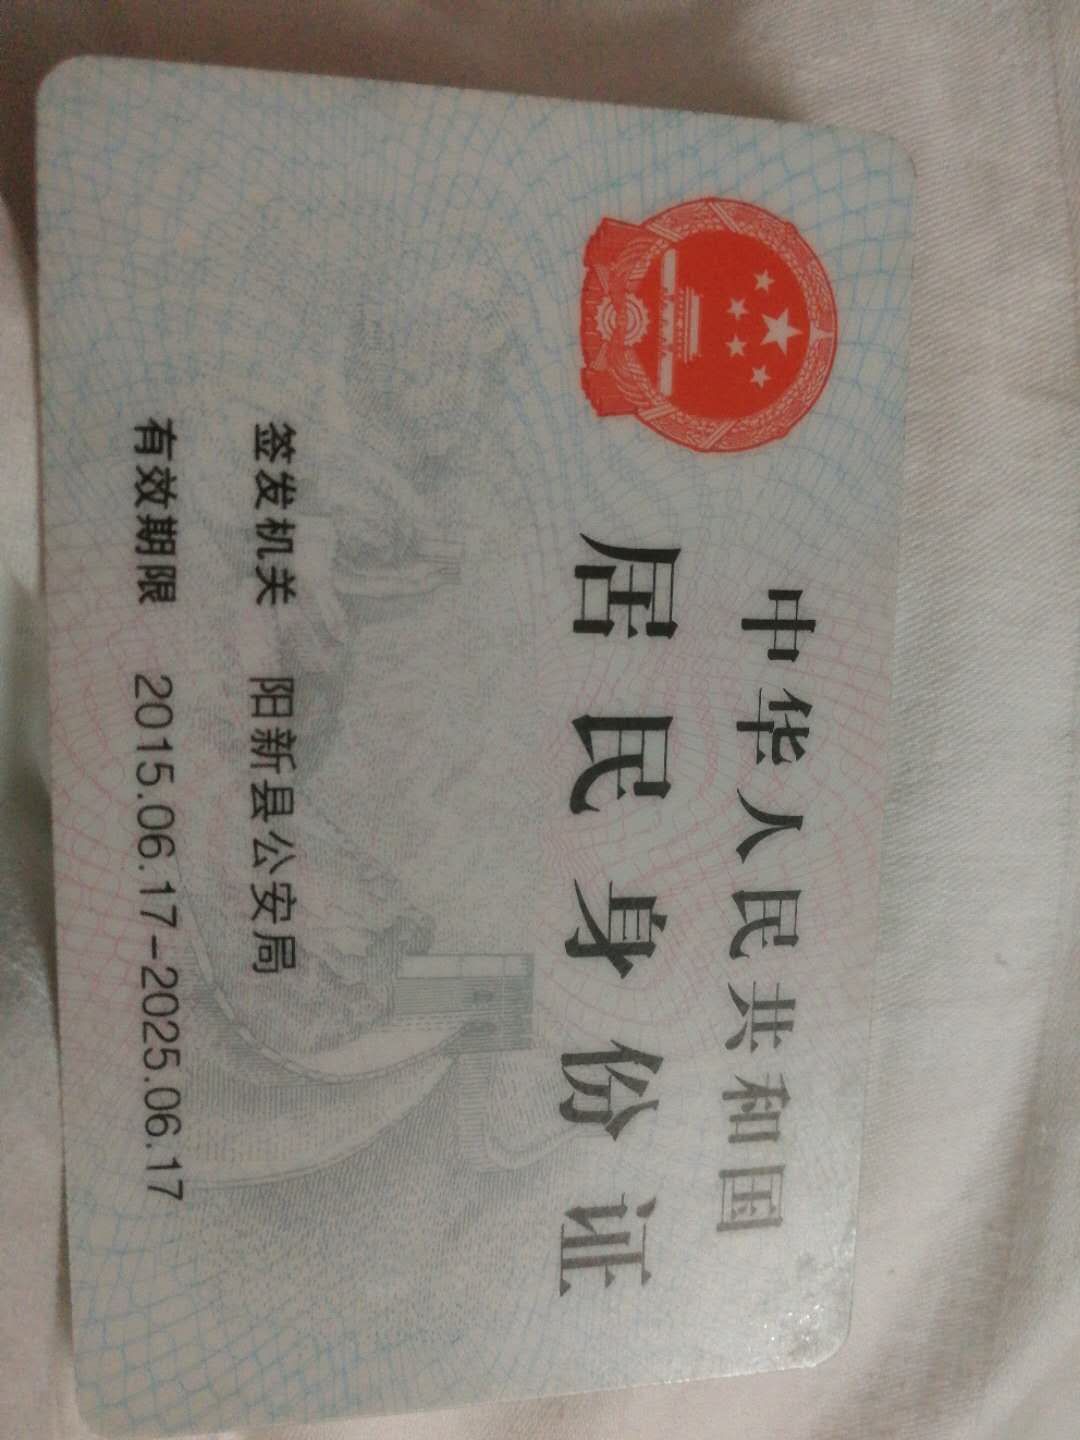 中华人民共和国
居民身份证
签发机关 阳新县公安局
有效期限 2015.06.17-2025.06.17